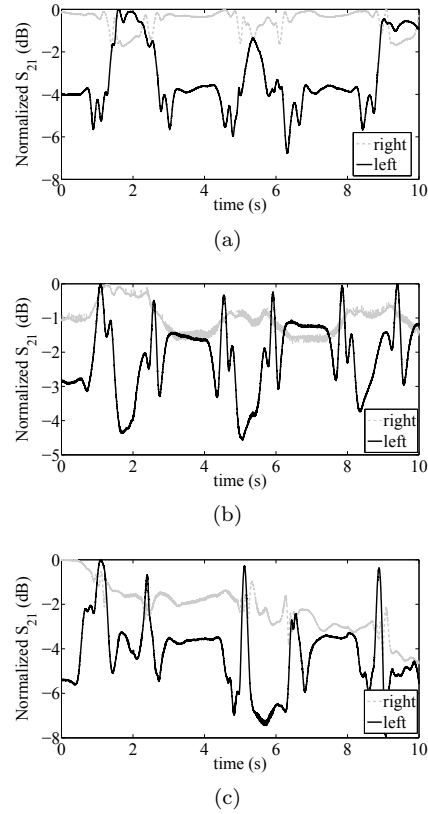 0
−2
−4
−6
−8
Normalized S21 (dB)
0 2 4 6 8 10
time (s)
right
left
(a)
0
−1
−2
−3
−4
−5
Normalized S21 (dB)
0 2 4 6 8 10
time (s)
right
left
(b)
0
−2
−4
−6
−8
Normalized S21 (dB)
0 2 4 6 8 10
time (s)
right
left
(c)